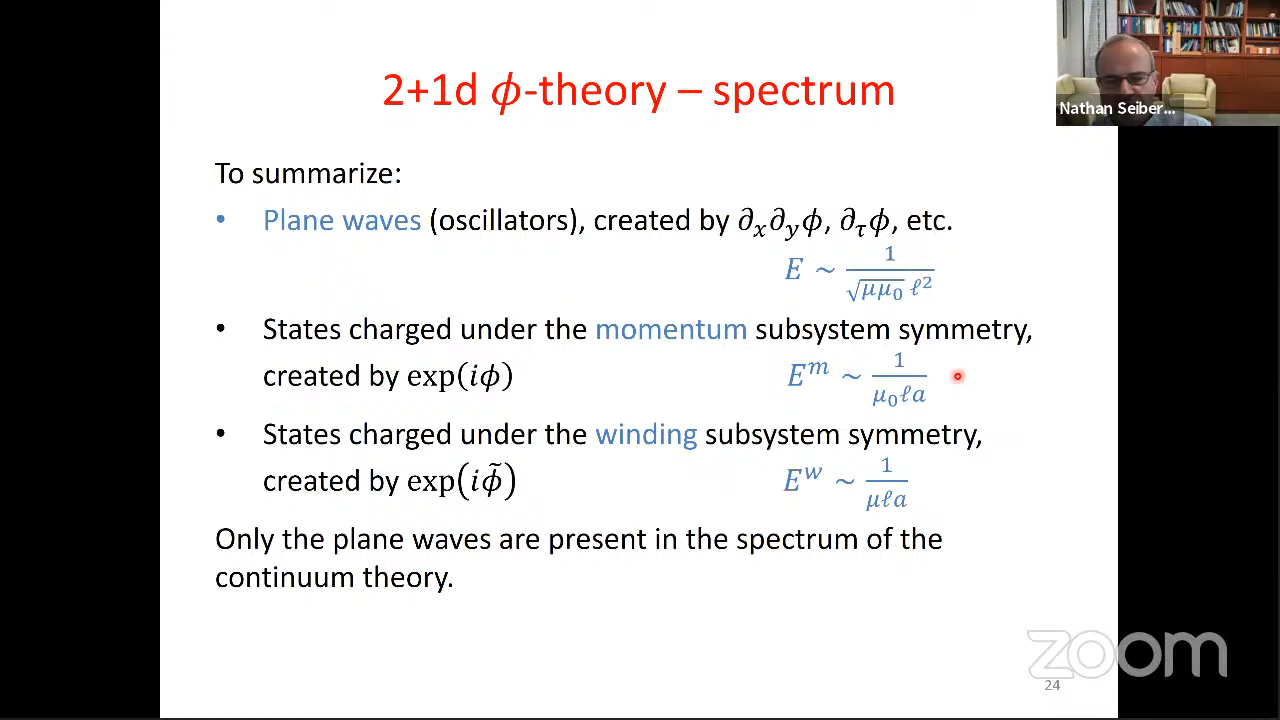 2+1d ϕ-theory – spectrum
Nathan Seiber...
To summarize:
• Plane waves (oscillators), created by ∂ₓ∂ᵧϕ, ∂_τϕ, etc.
E ~ 1/(√(μμ₀) ℓ²)
• States charged under the momentum subsystem symmetry,
created by exp(iϕ) Eᵐ ~ 1/(μ₀ℓa)
• States charged under the winding subsystem symmetry,
created by exp(iϕ̃) Eʷ ~ 1/(μℓa)
Only the plane waves are present in the spectrum of the
continuum theory.
zoom
24